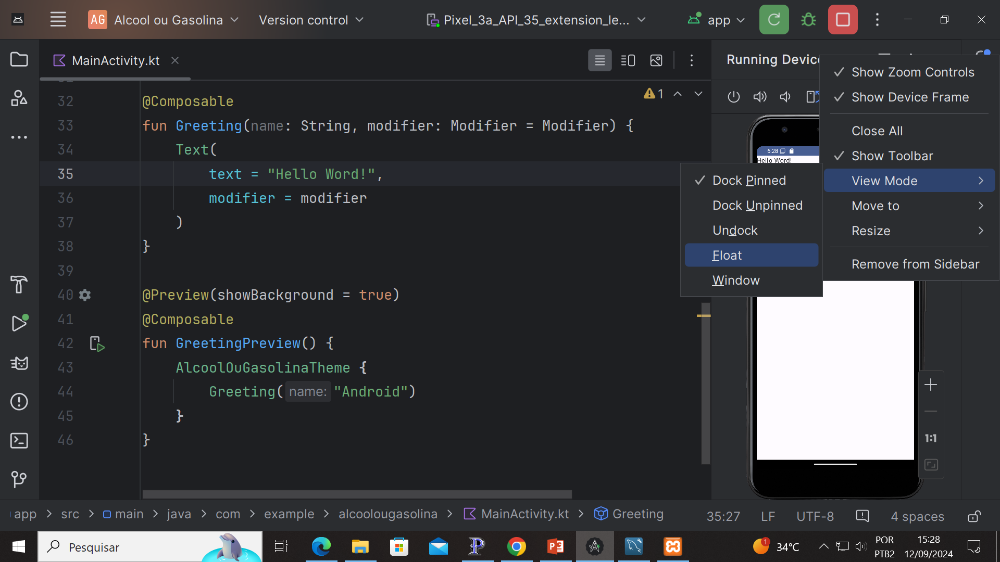 AG Alcool ou Gasolina Version control Pixel_3a_API_35_extension_le... app
MainActivity.kt
Running Device
1
32 @Composable
33 fun Greeting(name: String, modifier: Modifier = Modifier) {
34 Text(
35 text = "Hello Word!",
36 modifier = modifier
37 )
38 }
39
40 @Preview(showBackground = true)
41 @Composable
42 fun GreetingPreview() {
43 AlcoolOuGasolinaTheme {
44 Greeting( name: "Android")
45 }
46 }
6:28
Hello Word!
Show Zoom Controls
Show Device Frame
Close All
Show Toolbar
View Mode
Move to
Resize
Remove from Sidebar
Dock Pinned
Dock Unpinned
Undock
Float
Window
1:1
app > src > main > java > com > example > alcoolougasolina > MainActivity.kt > Greeting
35:27 LF UTF-8 4 spaces
Pesquisar
1
34°C
POR
PTB2
15:28
12/09/2024